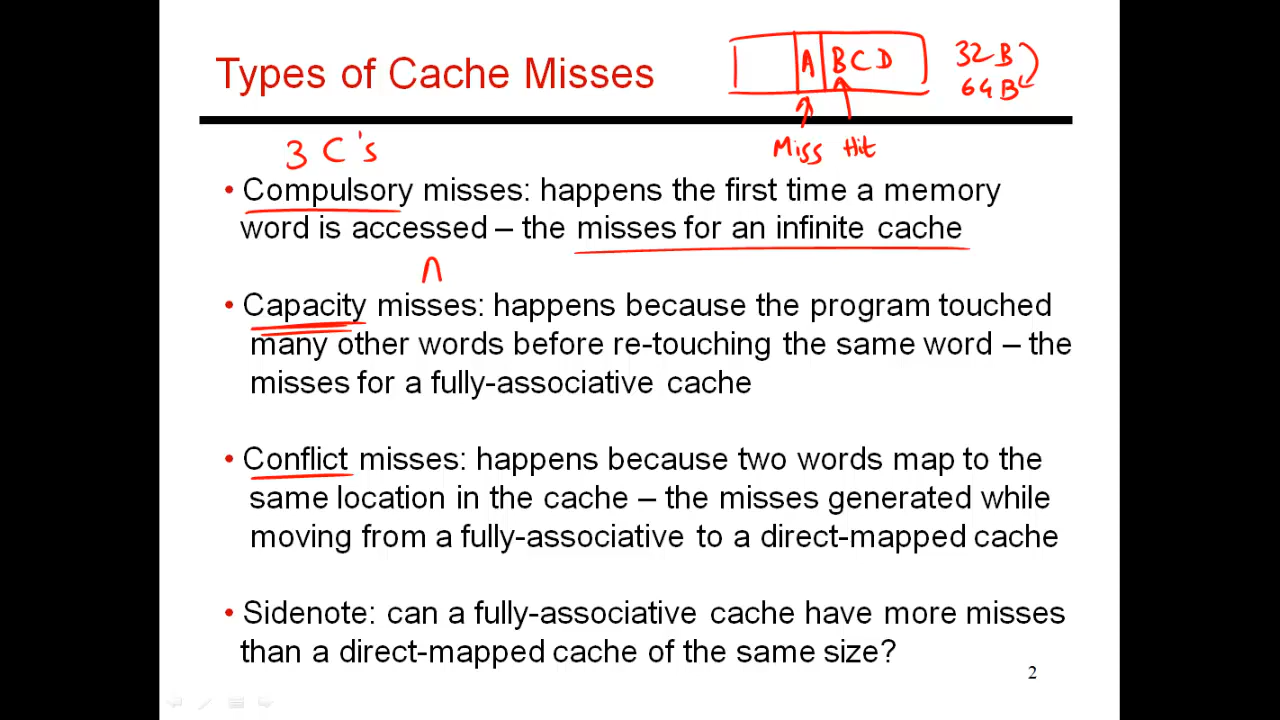 Types of Cache Misses
A B C D
32B
64B
Miss Hit
3 C's
• Compulsory misses: happens the first time a memory
word is accessed – the misses for an infinite cache
• Capacity misses: happens because the program touched
many other words before re-touching the same word – the
misses for a fully-associative cache
• Conflict misses: happens because two words map to the
same location in the cache – the misses generated while
moving from a fully-associative to a direct-mapped cache
• Sidenote: can a fully-associative cache have more misses
than a direct-mapped cache of the same size?
2